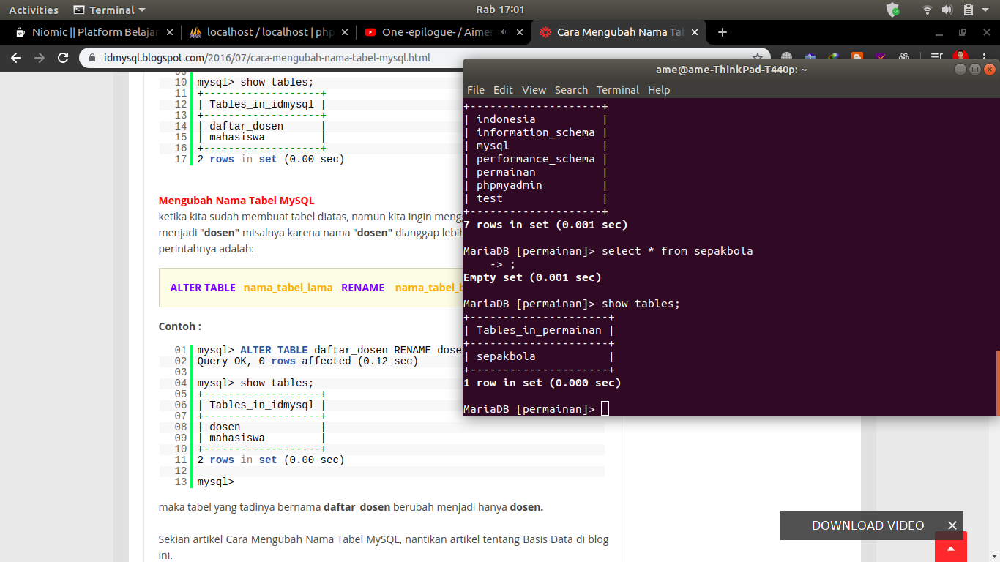 Activities
Terminal
Rab 17:01
Niomic || Platform Belajar
localhost / localhost | php
One -epilogue- / Aimer
Cara Mengubah Nama Tab
idmysql.blogspot.com/2016/07/cara-mengubah-nama-tabel-mysql.html
10 mysql> show tables;
11 +-------------------+
12 | Tables_in_idmysql |
13 +-------------------+
14 | daftar_dosen      |
15 | mahasiswa         |
16 +-------------------+
17 2 rows in set (0.00 sec)
Mengubah Nama Tabel MySQL
ketika kita sudah membuat tabel diatas, namun kita ingin meng
menjadi "dosen" misalnya karena nama "dosen" dianggap lebih
perintahnya adalah:
ALTER TABLE nama_tabel_lama RENAME nama_tabel_b
Contoh :
01 mysql> ALTER TABLE daftar_dosen RENAME dose
02 Query OK, 0 rows affected (0.12 sec)
03
04 mysql> show tables;
05 +-------------------+
06 | Tables_in_idmysql |
07 +-------------------+
08 | dosen             |
09 | mahasiswa         |
10 +-------------------+
11 2 rows in set (0.00 sec)
12
13 mysql>
maka tabel yang tadinya bernama daftar_dosen berubah menjadi hanya dosen.
Sekian artikel Cara Mengubah Nama Tabel MySQL, nantikan artikel tentang Basis Data di blog
ini.
ame@ame-ThinkPad-T440p: ~
File Edit View Search Terminal Help
+--------------------+
| indonesia          |
| information_schema |
| mysql              |
| performance_schema |
| permainan          |
| phpmyadmin         |
| test               |
+--------------------+
7 rows in set (0.001 sec)
MariaDB [permainan]> select * from sepakbola
    -> ;
Empty set (0.001 sec)
MariaDB [permainan]> show tables;
+---------------------+
| Tables_in_permainan |
+---------------------+
| sepakbola           |
+---------------------+
1 row in set (0.000 sec)
MariaDB [permainan]>
DOWNLOAD VIDEO